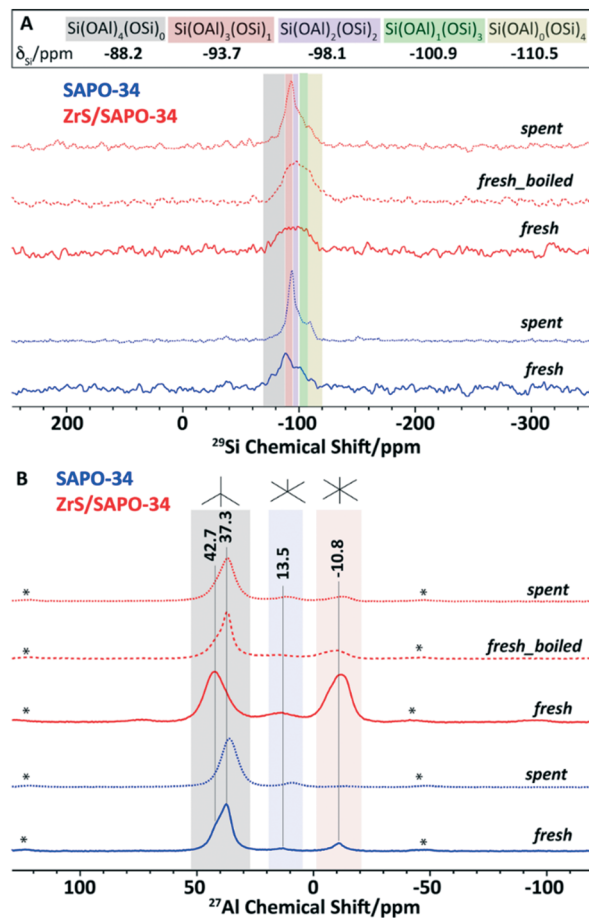 A
Si(OAl)₄(OSi)₀ Si(OAl)₃(OSi)₁ Si(OAl)₂(OSi)₂ Si(OAl)₁(OSi)₃ Si(OAl)₀(OSi)₄
δSi/ppm -88.2 -93.7 -98.1 -100.9 -110.5
SAPO-34
ZrS/SAPO-34
spent
fresh_boiled
fresh
spent
fresh
200 100 0 -100 -200 -300
²⁹Si Chemical Shift/ppm
B
SAPO-34
ZrS/SAPO-34
42.7
37.3
13.5
-10.8
* * spent
* * fresh_boiled
* * fresh
* * spent
* * fresh
100 50 0 -50 -100
²⁷Al Chemical Shift/ppm